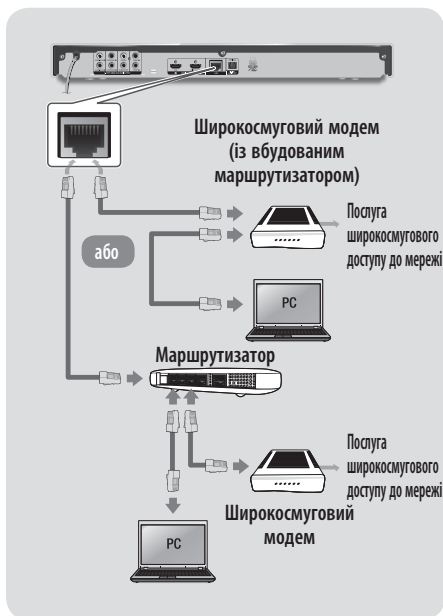 Широкосмуговий модем
(із вбудованим
маршрутизатором)
Послуга
широкосмугового
доступу до мережі
або
PC
Маршрутизатор
Послуга
широкосмугового
доступу до мережі
Широкосмуговий
модем
PC